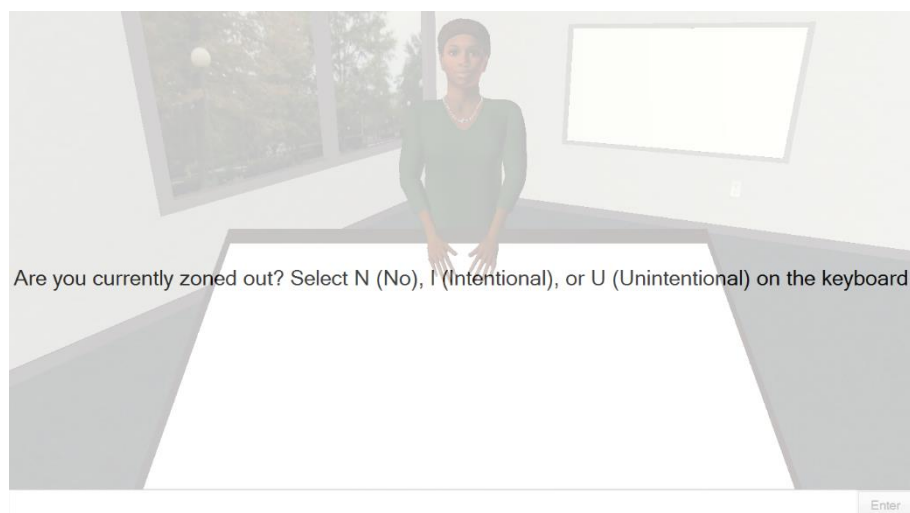 Are you currently zoned out? Select N (No), I (Intentional), or U (Unintentional) on the keyboard
Enter